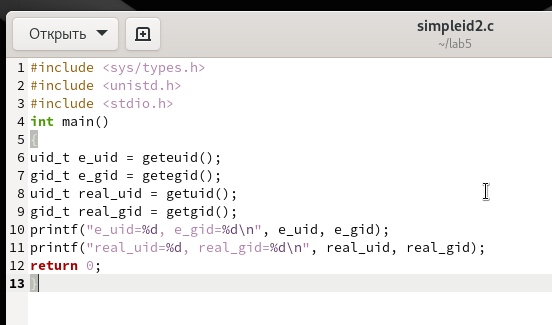 Открыть
simpleid2.c
~/lab5
1 #include <sys/types.h>
2 #include <unistd.h>
3 #include <stdio.h>
4 int main()
5 {
6 uid_t e_uid = geteuid();
7 gid_t e_gid = getegid();
8 uid_t real_uid = getuid();
9 gid_t real_gid = getgid();
10 printf("e_uid=%d, e_gid=%d\n", e_uid, e_gid);
11 printf("real_uid=%d, real_gid=%d\n", real_uid, real_gid);
12 return 0;
13 }